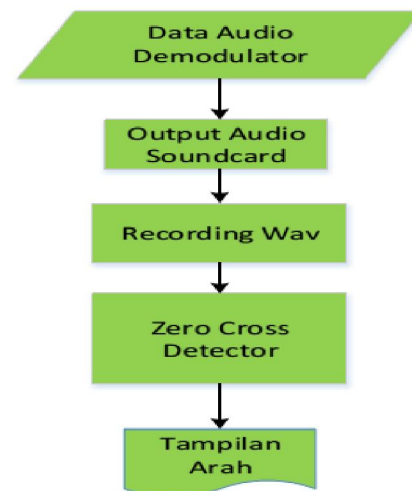 Data Audio
Demodulator
Output Audio
Soundcard
Recording Wav
Zero Cross
Detector
Tampilan
Arah